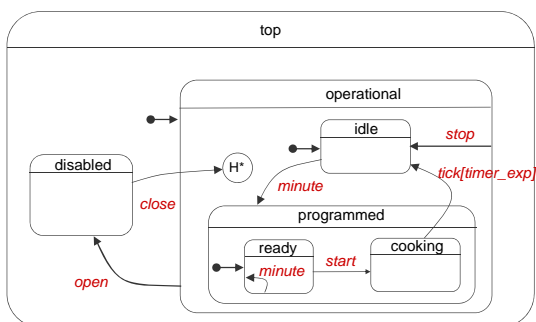 top
operational
idle
stop
disabled
H*
tick[timer_exp]
minute
close
programmed
ready
cooking
minute
start
open